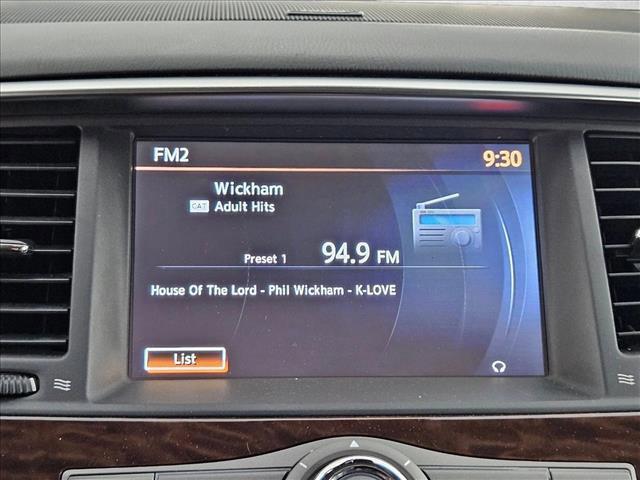 FM2 9:30
Wickham
CAT Adult Hits
Preset 1 94.9 FM
House Of The Lord - Phil Wickham - K-LOVE
List